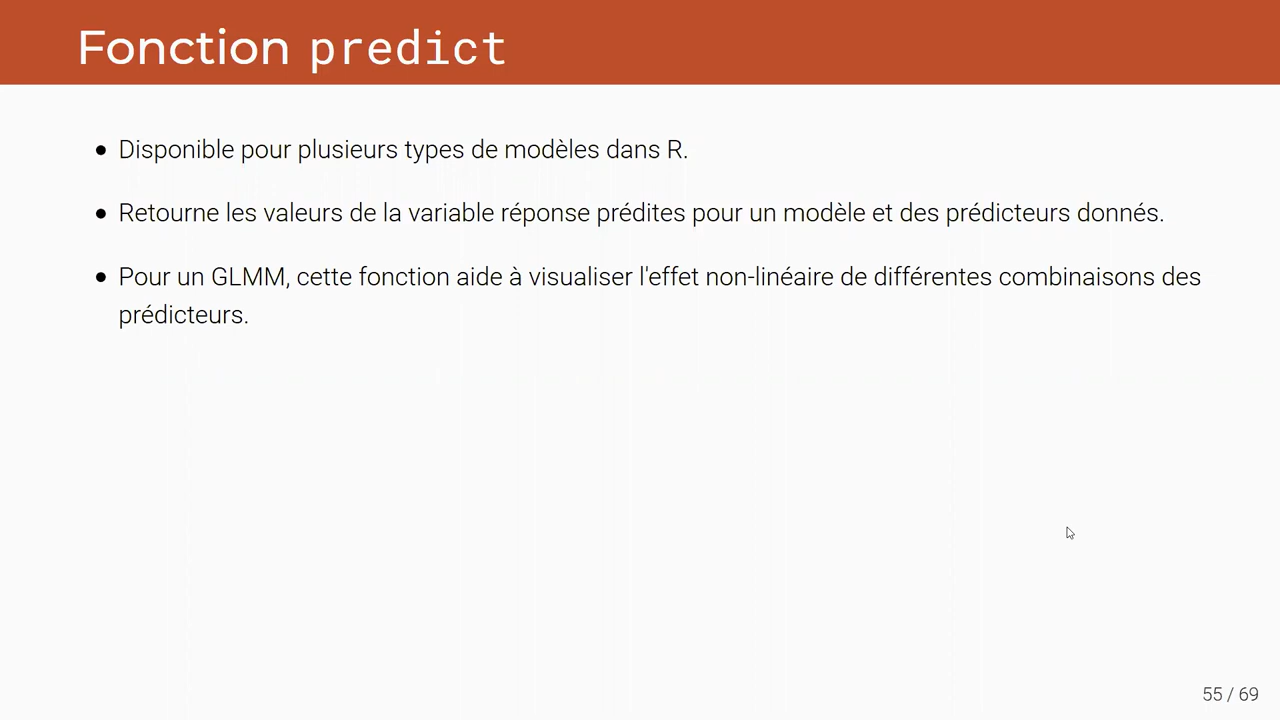 Fonction predict
• Disponible pour plusieurs types de modèles dans R.
• Retourne les valeurs de la variable réponse prédites pour un modèle et des prédicteurs donnés.
• Pour un GLMM, cette fonction aide à visualiser l'effet non-linéaire de différentes combinaisons des
prédicteurs.
55 / 69